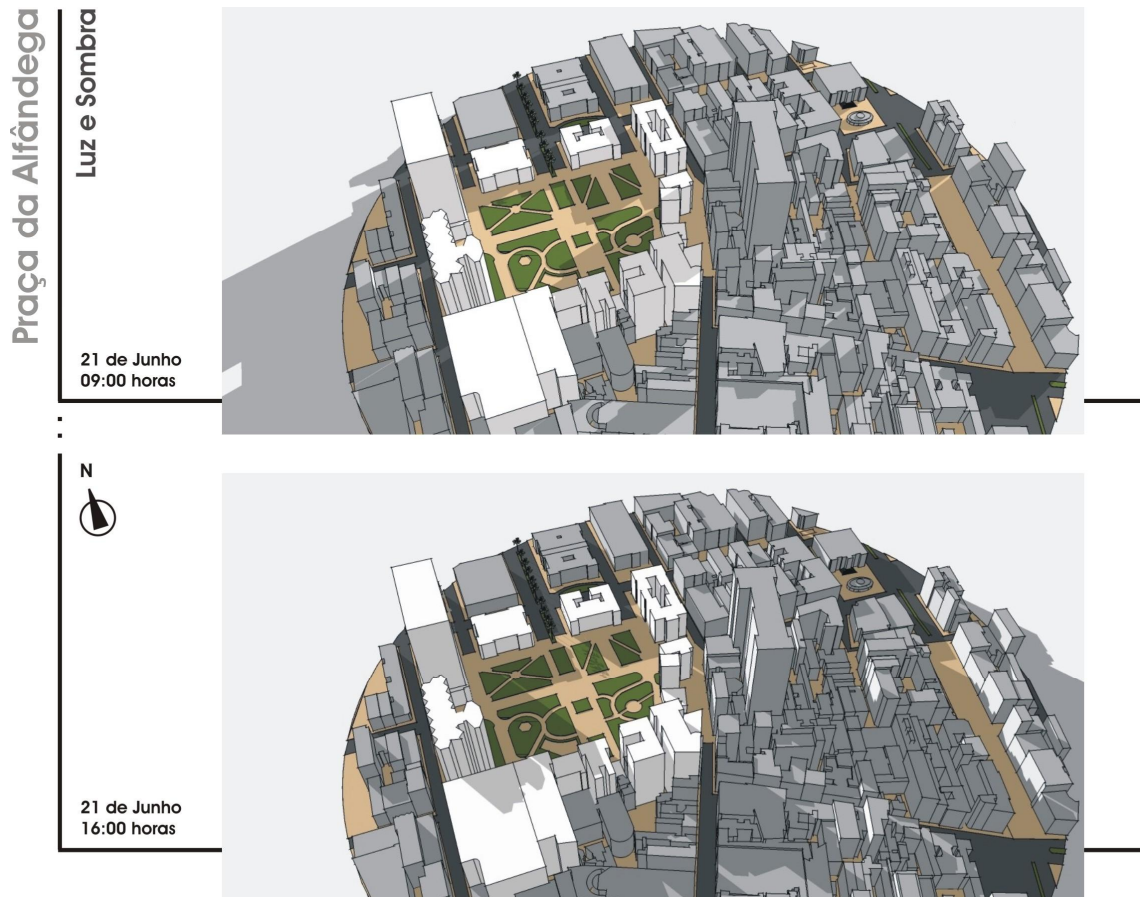 Praça da Alfândega
Luz e Sombra
21 de Junho
09:00 horas
N
21 de Junho
16:00 horas